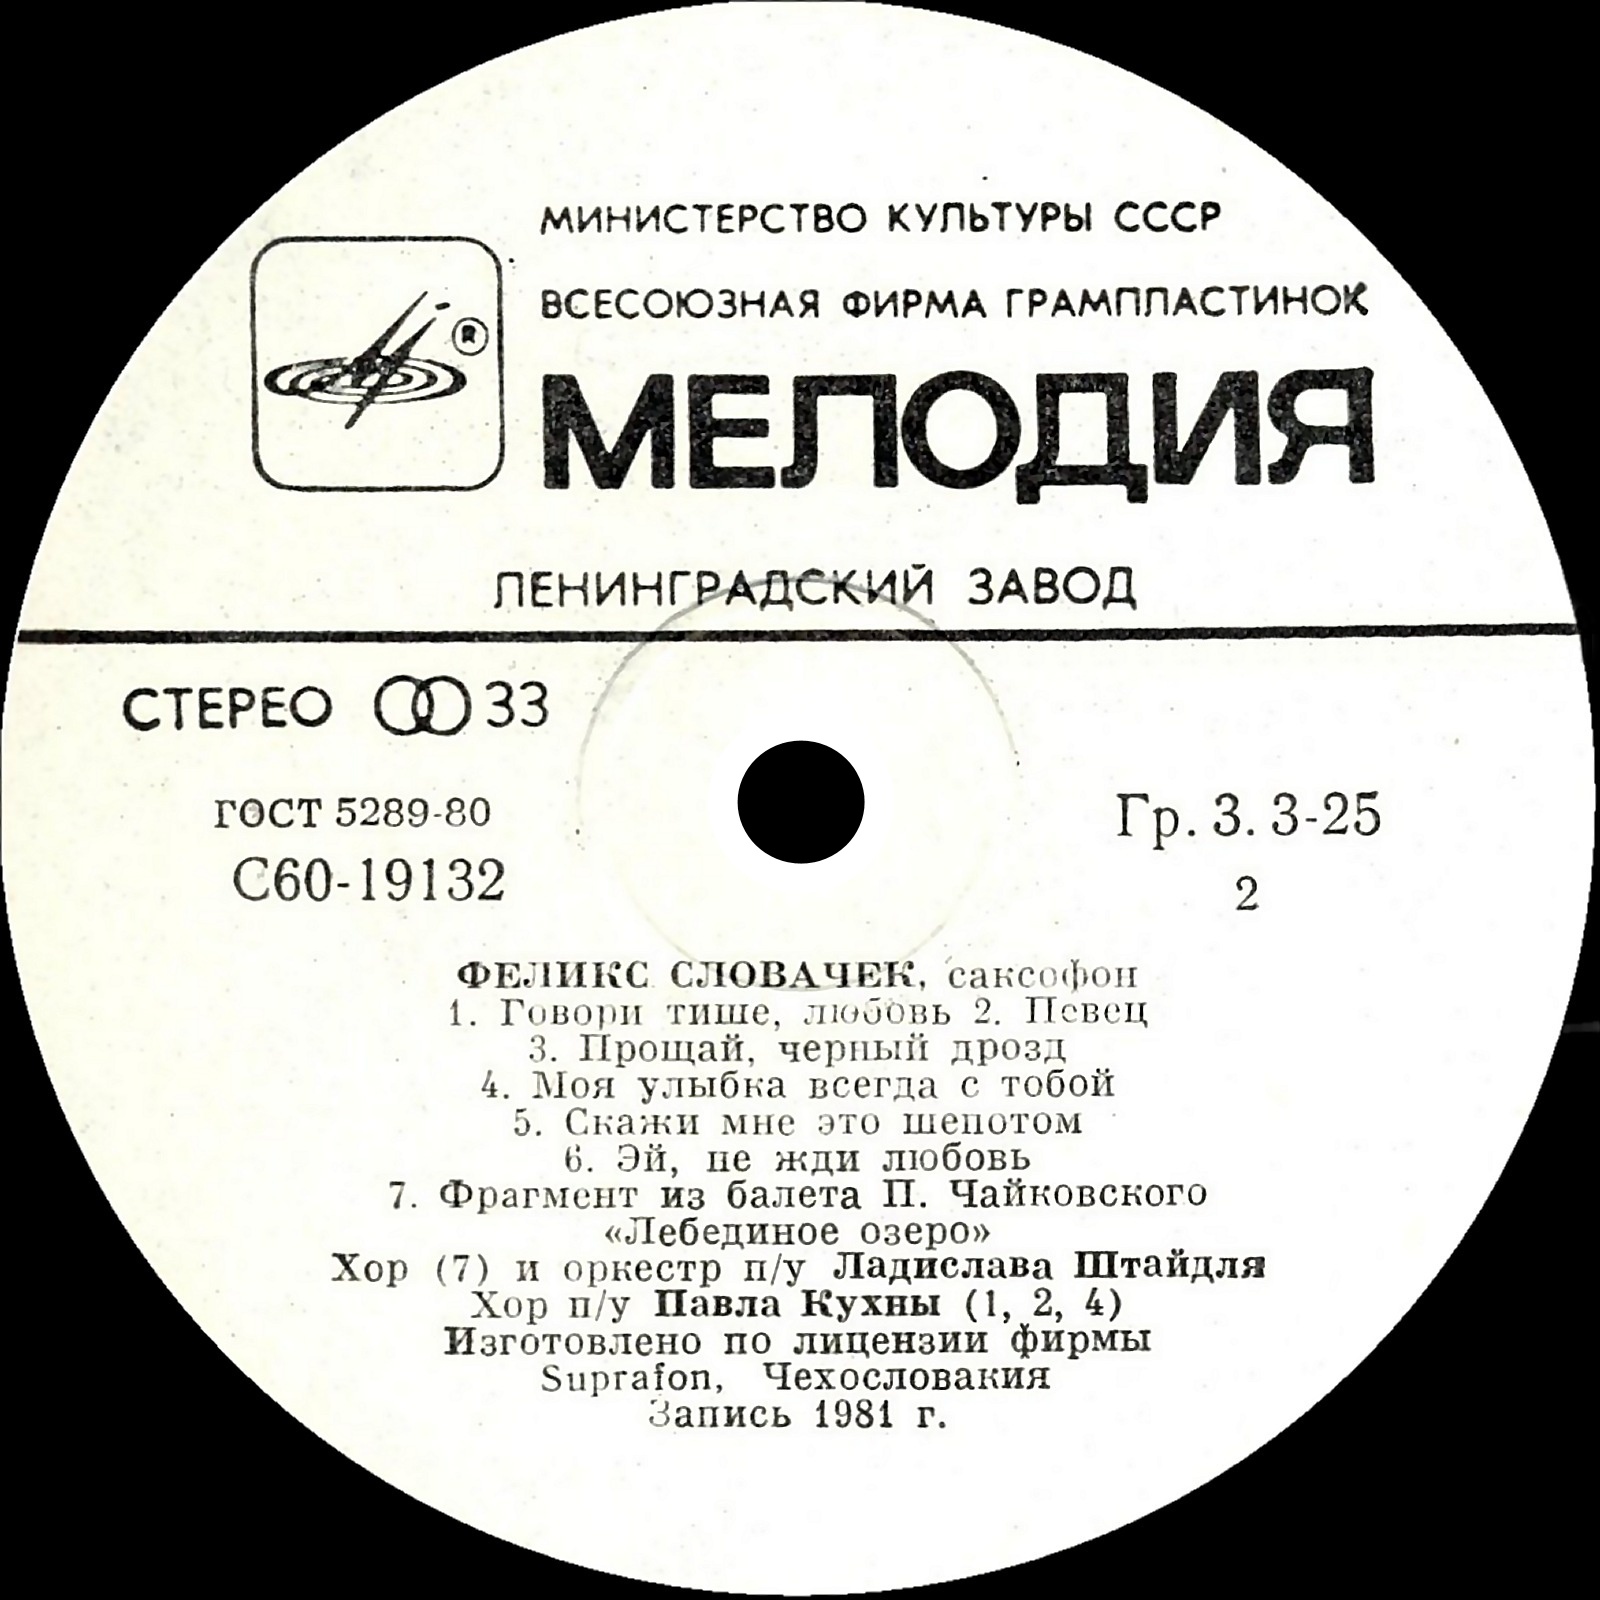 МИНИСТЕРСТВО КУЛЬТУРЫ СССР
ВСЕСОЮЗНАЯ ФИРМА ГРАМПЛАСТИНОК
®
МЕЛОДИЯ
ЛЕНИНГРАДСКИЙ ЗАВОД
СТЕРЕО 33
ГОСТ 5289-80
С60-19132
Гр. 3. 3-25
2
ФЕЛИКС СЛОВАЧЕК, саксофон
1. Говори тише, любовь 2. Певец
3. Прощай, черный дрозд
4. Моя улыбка всегда с тобой
5. Скажи мне это шепотом
6. Эй, не жди любовь
7. Фрагмент из балета П. Чайковского
«Лебединое озеро»
Хор (7) и оркестр п/у Ладислава Штайдля
Хор п/у Павла Кухны (1, 2, 4)
Изготовлено по лицензии фирмы
Suprafon, Чехословакия
Запись 1981 г.